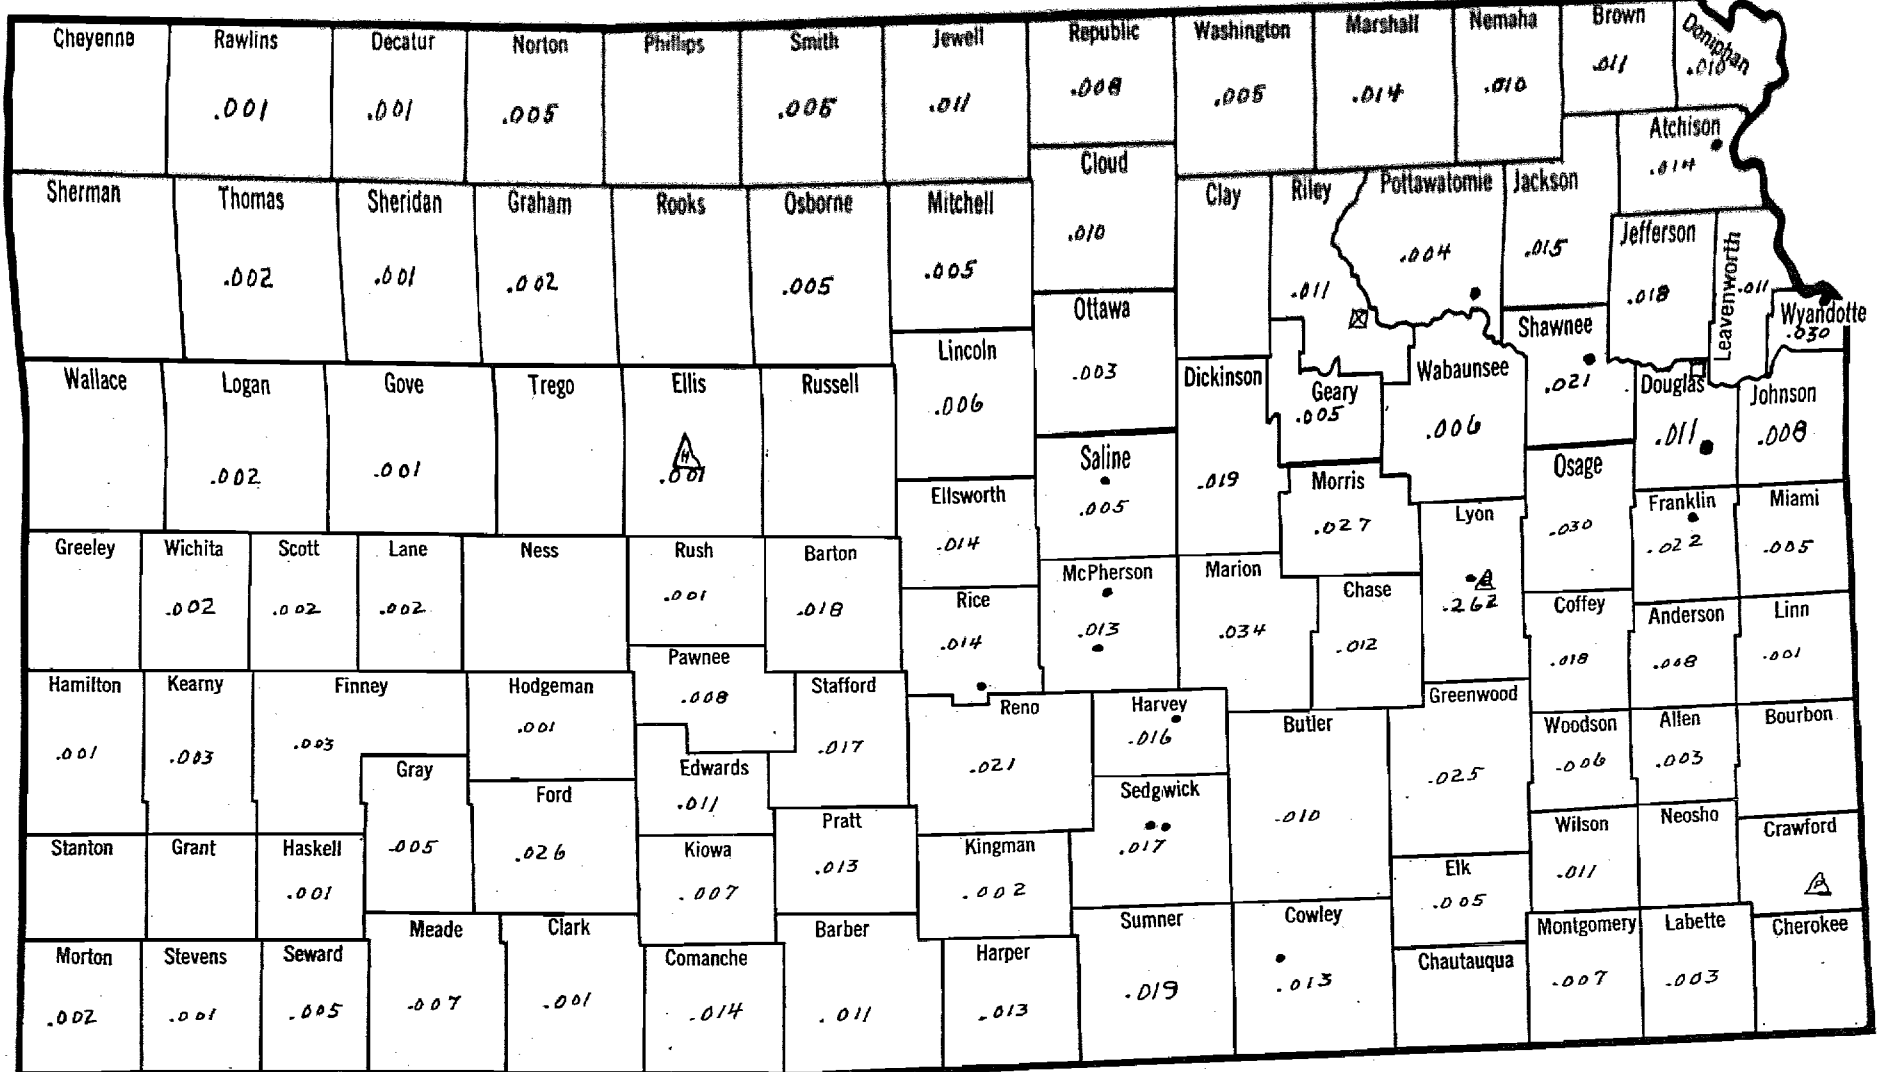 Cheyenne
Rawlins
.001
Decatur
.001
Norton
.005
Phillips
Smith
.005
Jewell
.011
Republic
.008
Washington
.005
Marshall
.014
Nemaha
.010
Brown
.011
Doniphan
.010
Atchison
.014
Sherman
Thomas
.002
Sheridan
.001
Graham
.002
Rooks
Osborne
.005
Mitchell
.005
Cloud
.010
Clay
Riley
.011
Pottawatomie
.004
Jackson
.015
Jefferson
.018
Leavenworth
.011
Wyandotte
.030
Wallace
Logan
.002
Gove
.001
Trego
Ellis
H
.001
Russell
Lincoln
.006
Ottawa
.003
Dickinson
.019
Geary
.005
Wabaunsee
.006
Shawnee
.021
Douglas
.011
Johnson
.008
Saline
.005
Ellsworth
.014
Morris
.027
Lyon
.262
Osage
.030
Franklin
.022
Miami
.005
Greeley
Wichita
.002
Scott
.002
Lane
.002
Ness
Rush
.001
Barton
.018
Rice
.014
McPherson
.013
Marion
.034
Chase
.012
Coffey
.018
Anderson
.008
Linn
.001
Hamilton
.001
Kearny
.003
Finney
.003
Hodgeman
.001
Pawnee
.008
Stafford
.017
Reno
.021
Harvey
.016
Butler
.010
Greenwood
.025
Woodson
.006
Allen
.003
Bourbon
Gray
.005
Ford
.026
Edwards
.011
Pratt
.013
Sedgwick
.017
Wilson
.011
Neosho
Crawford
Stanton
Grant
Haskell
.001
Kiowa
.007
Kingman
.002
Elk
.005
Morton
.002
Stevens
.001
Seward
.005
Meade
.007
Clark
.001
Comanche
.014
Barber
.011
Harper
.013
Sumner
.019
Cowley
.013
Chautauqua
Montgomery
.007
Labette
.003
Cherokee